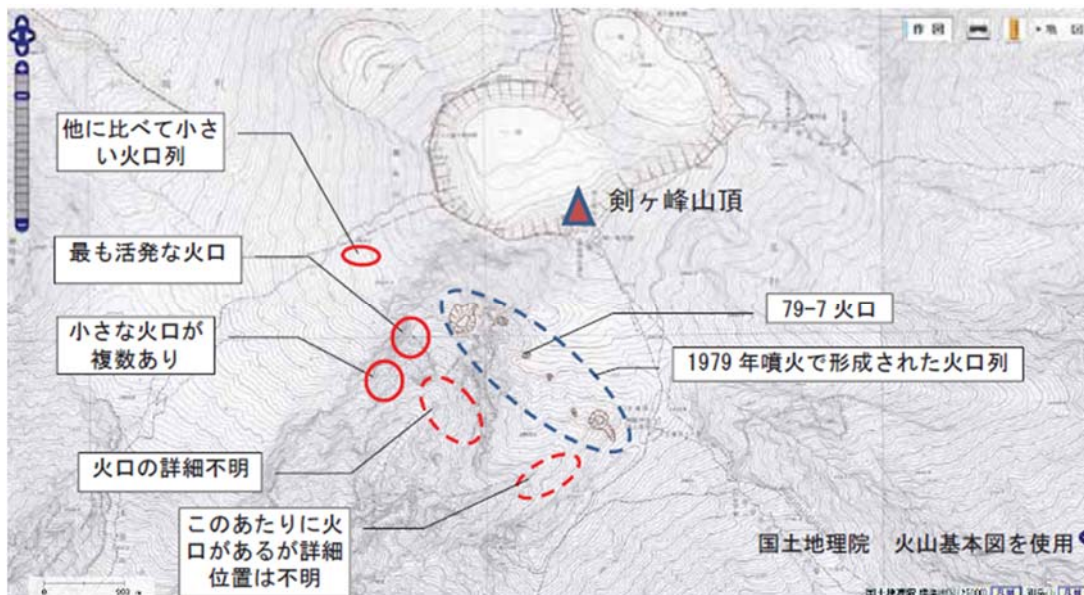 作図
他に比べて小さ
い火口列
剣ヶ峰山頂
最も活発な火口
小さな火口が
複数あり
79-7 火口
1979 年噴火で形成された火口列
火口の詳細不明
このあたりに火
口があるが詳細
位置は不明
国土地理院 火山基本図を使用